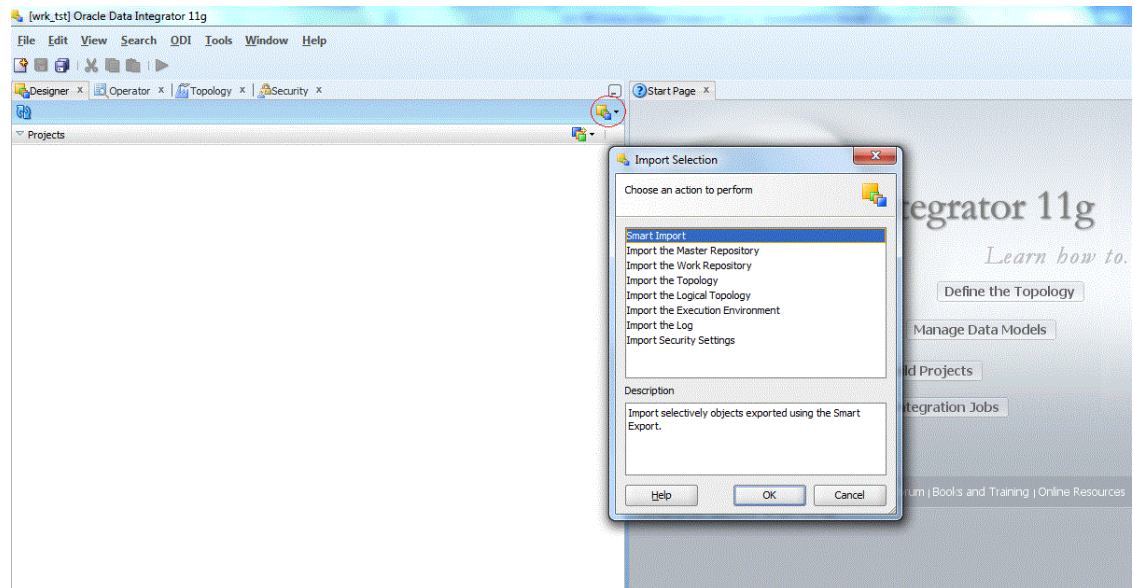 [wrk_tst] Oracle Data Integrator 11g
File Edit View Search ODI Tools Window Help
Designer x Operator x Topology x Security x
Start Page x
Projects
Import Selection
x
Choose an action to perform
Smart Import
Import the Master Repository
Import the Work Repository
Import the Topology
Import the Logical Topology
Import the Execution Environment
Import the Log
Import Security Settings
Description
Import selectively objects exported using the Smart
Export.
Help OK Cancel
egrator 11g
Learn how to.
Define the Topology
Manage Data Models
ld Projects
tegration Jobs
rum | Books and Training | Online Resources